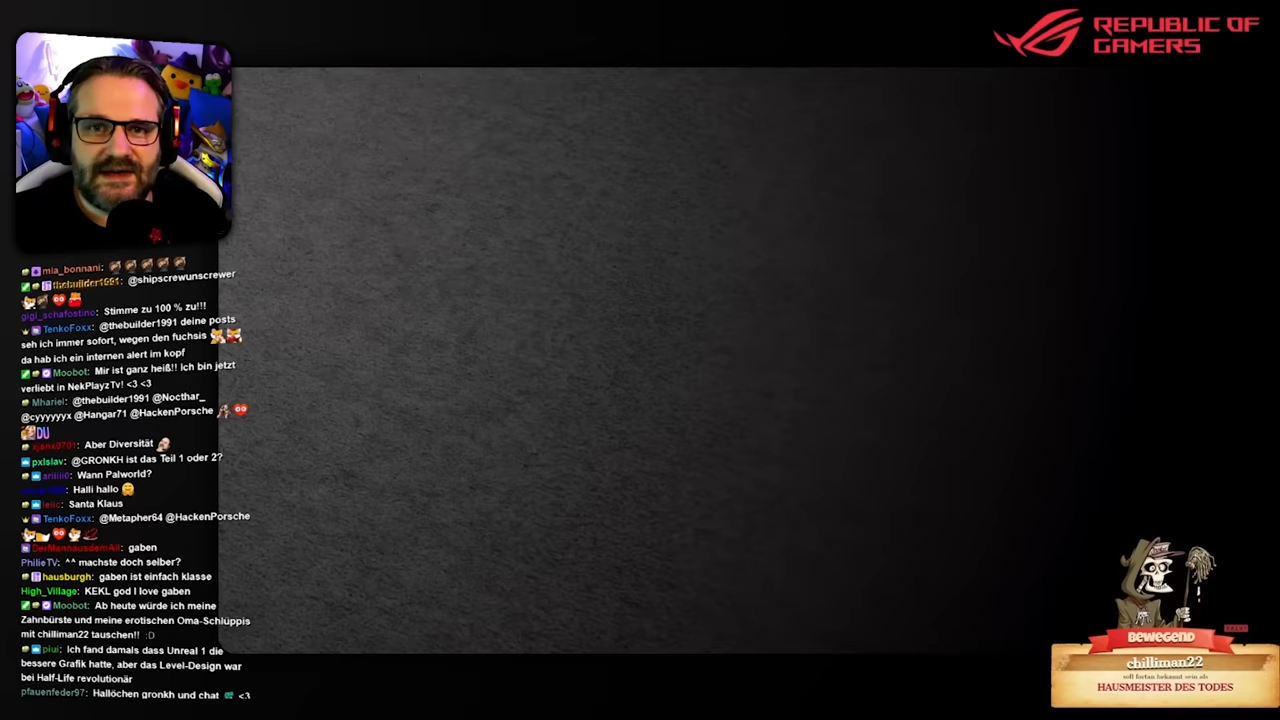 REPUBLIC OF
GAMERS
mia_bonnani:
thebuilder1991: @shipscrewunscrewer
gigi_schafostino: Stimme zu 100 % zu!!!
TenkoFoxx: @thebuilder1991 deine posts
seh ich immer sofort, wegen den fuchsis
da hab ich ein internen alert im kopf
Moobot: Mir ist ganz heiß!! Ich bin jetzt
verliebt in NekPlayzTv! <3 <3
Mhariel: @thebuilder1991 @Nocthar_
@cyyyyyyx @Hangar71 @HackenPorsche
DU
Aber Diversität
pxlslav: @GRONKH ist das Teil 1 oder 2?
Wann Palworld?
Halli hallo
Santa Klaus
TenkoFoxx: @Metapher64 @HackenPorsche
DerMannausdemAll: gaben
PhilieTV: ^^ machste doch selber?
hausburgh: gaben ist einfach klasse
High_Village: KEKL god I love gaben
Moobot: Ab heute würde ich meine
Zahnbürste und meine erotischen Oma-Schlüppis
mit chilliman22 tauschen!! :D
piui: Ich fand damals dass Unreal 1 die
bessere Grafik hatte, aber das Level-Design war
bei Half-Life revolutionär
pfauenfeder97: Hallöchen gronkh und chat <3
BEWEGEND
chilliman22
soll fortan bekannt sein als
HAUSMEISTER DES TODES